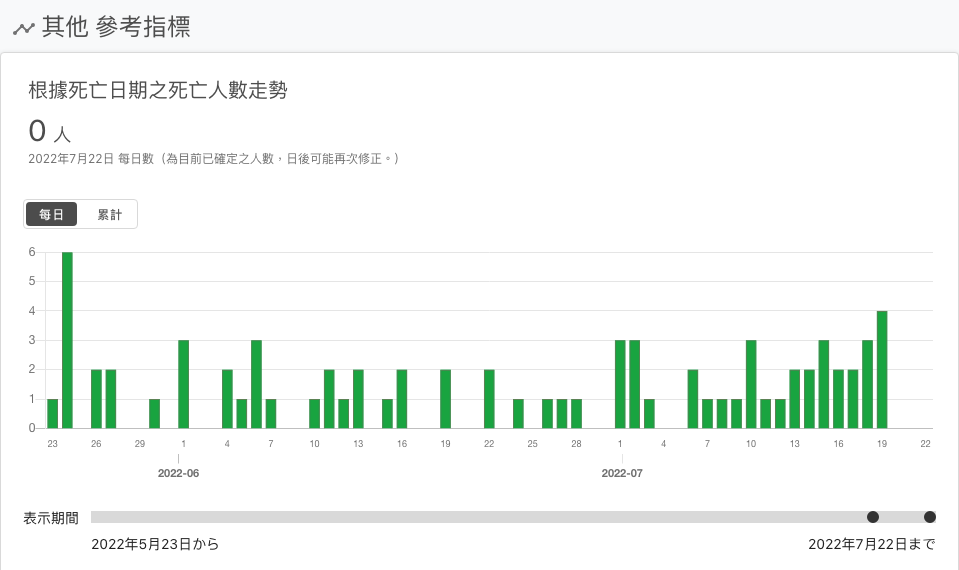 其他 參考指標
根據死亡日期之死亡人數走勢
0 人
2022年7月22日 每日數（為目前已確定之人數，日後可能再次修正。）
每日 累計
6
5
4
3
2
1
0
23 26 29 1 4 7 10 13 16 19 22 25 28 1 4 7 10 13 16 19 22
2022-06 2022-07
表示期間
2022年5月23日から 2022年7月22日まで